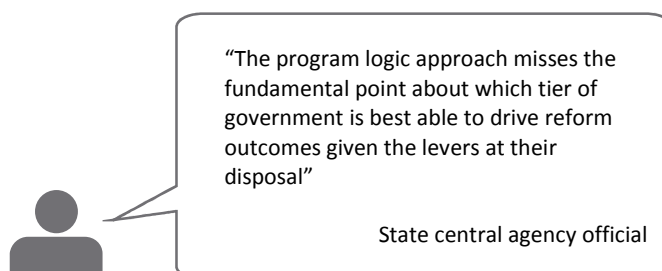 “The program logic approach misses the
fundamental point about which tier of
government is best able to drive reform
outcomes given the levers at their
disposal”
State central agency official